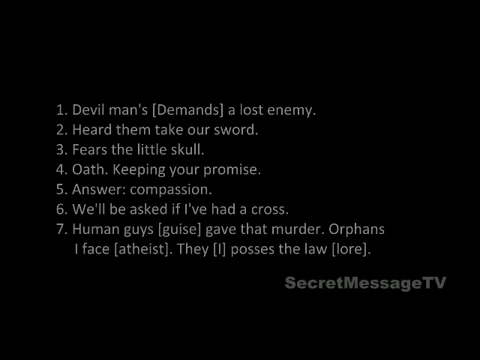 1. Devil man's [Demands] a lost enemy.
2. Heard them take our sword.
3. Fears the little skull.
4. Oath. Keeping your promise.
5. Answer: compassion.
6. We'll be asked if I've had a cross.
7. Human guys [guise] gave that murder. Orphans
I face [atheist]. They [I] posses the law [lore].
SecretMessageTV